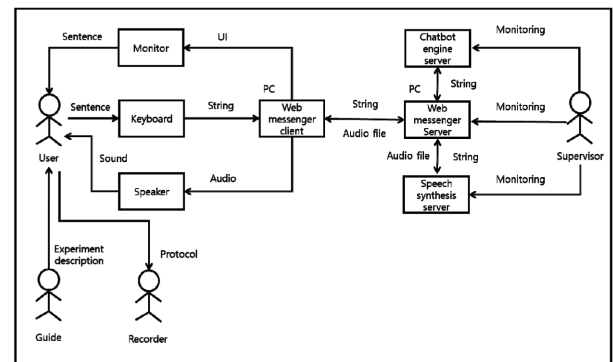 Sentence
Monitor
UI
Chatbot
engine
server
Monitoring
PC
PC
String
Sentence
Keyboard
String
Web
messenger
client
String
Audio file
Web
messenger
Server
Monitoring
User
Sound
Audio file
String
Supervisor
Speaker
Audio
Speech
synthesis
server
Monitoring
Experiment
description
Protocol
Guide
Recorder